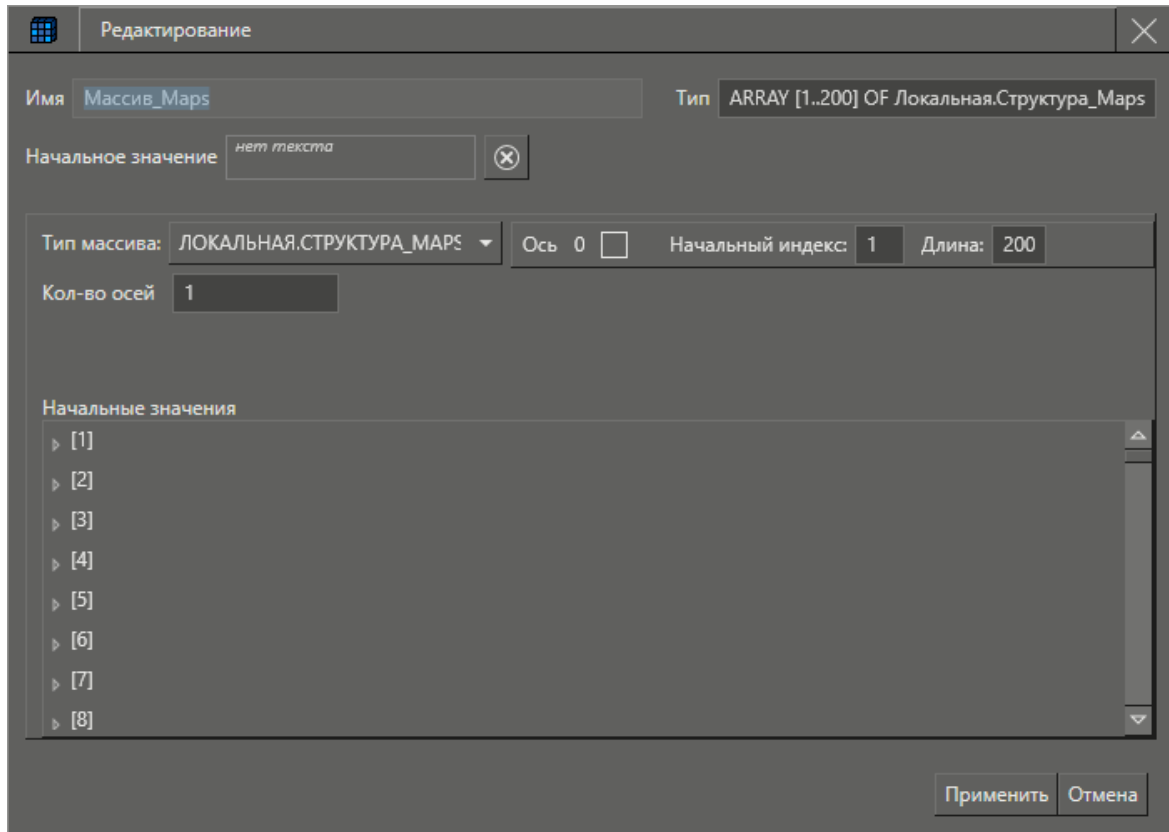 Редактирование
Имя Массив_Maps Тип ARRAY [1..200] OF Локальная.Структура_Maps
Начальное значение нет текста
Тип массива: ЛОКАЛЬНАЯ.СТРУКТУРА_MAPS Ось 0 Начальный индекс: 1 Длина: 200
Кол-во осей 1
Начальные значения
[1]
[2]
[3]
[4]
[5]
[6]
[7]
[8]
Применить Отмена